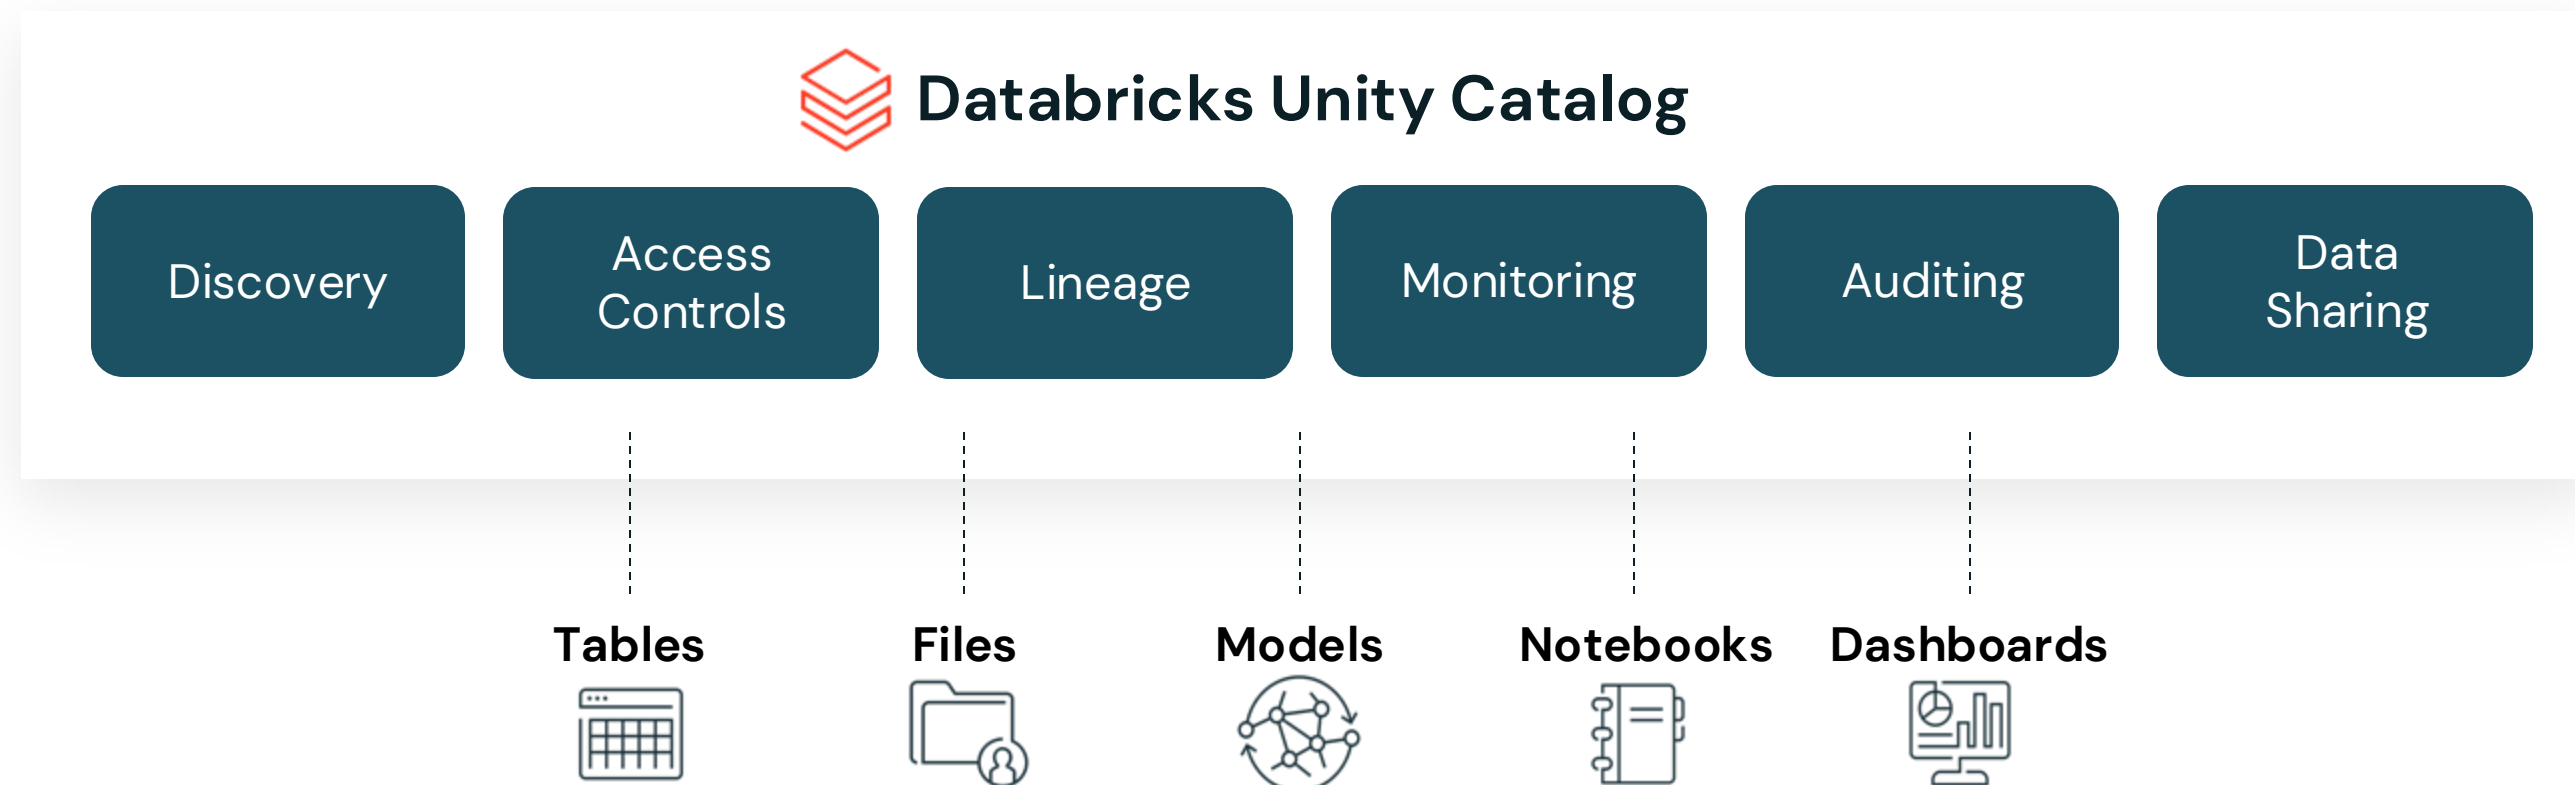 Databricks Unity Catalog
Discovery
Access
Controls
Lineage
Monitoring
Auditing
Data
Sharing
Tables
Files
Models
Notebooks
Dashboards